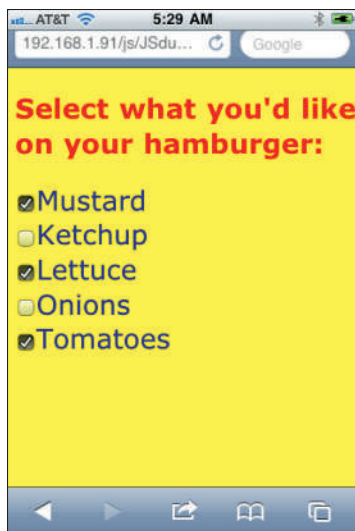 AT&T 5:29 AM
192.168.1.91/js/JSdu... Google
Select what you'd like
on your hamburger:
Mustard
Ketchup
Lettuce
Onions
Tomatoes